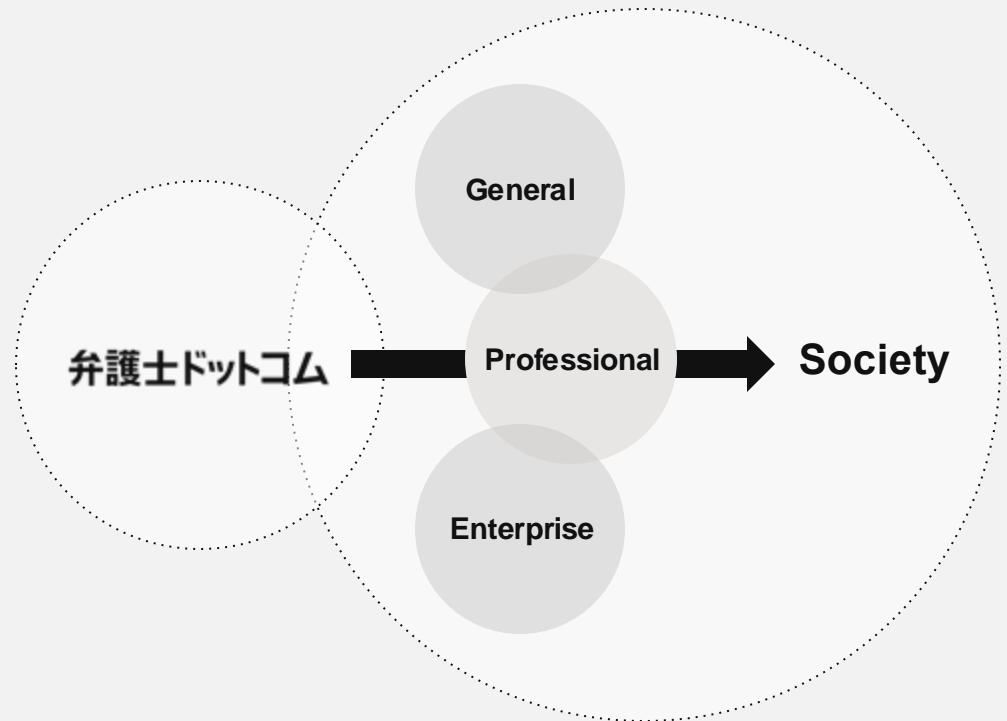 General
弁護士ドットコム
Professional
Society
Enterprise